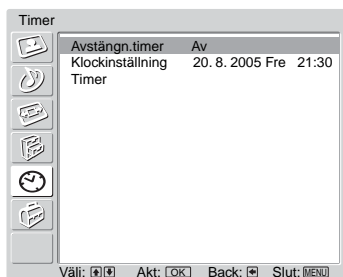 Timer
Avstängn.timer Av
Klockinställning 20. 8. 2005 Fre 21:30
Timer
Välj: Akt: OK Back: Slut: MENU